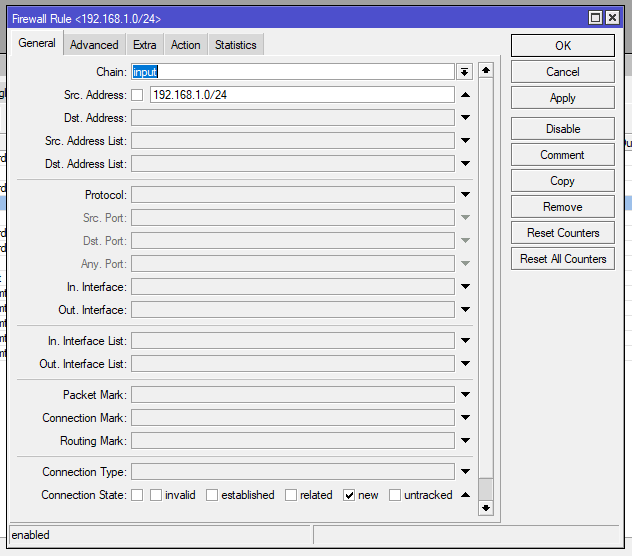 Firewall Rule <192.168.1.0/24>
General Advanced Extra Action Statistics
OK
Chain: input
Cancel
Src. Address: 192.168.1.0/24
Apply
Dst. Address:
Disable
Src. Address List:
Comment
Dst. Address List:
Copy
Protocol:
Remove
Src. Port:
Reset Counters
Dst. Port:
Reset All Counters
Any. Port:
In. Interface:
Out. Interface:
In. Interface List:
Out. Interface List:
Packet Mark:
Connection Mark:
Routing Mark:
Connection Type:
Connection State: invalid established related new untracked
enabled